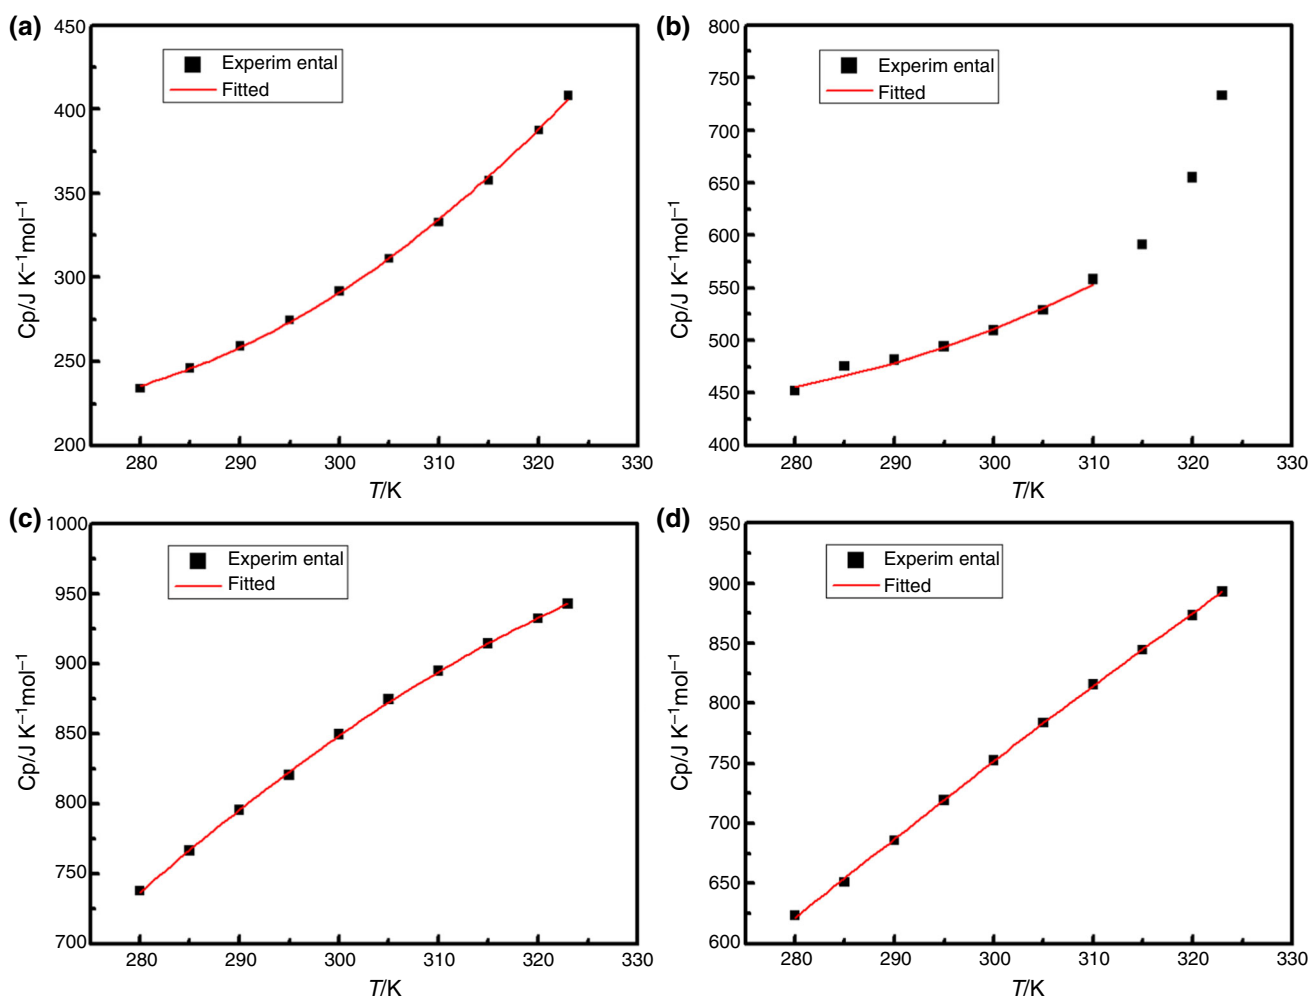 (a)
450
400
350
300
250
200
Cp/J K⁻¹mol⁻¹
Experim ental
Fitted
280 290 300 310 320 330
T/K
(b)
800
750
700
650
600
550
500
450
400
Cp/J K⁻¹mol⁻¹
Experim ental
Fitted
280 290 300 310 320 330
T/K
(c)
1000
950
900
850
800
750
700
Cp/J K⁻¹mol⁻¹
Experim ental
Fitted
280 290 300 310 320 330
T/K
(d)
950
900
850
800
750
700
650
600
Cp/J K⁻¹mol⁻¹
Experim ental
Fitted
280 290 300 310 320 330
T/K